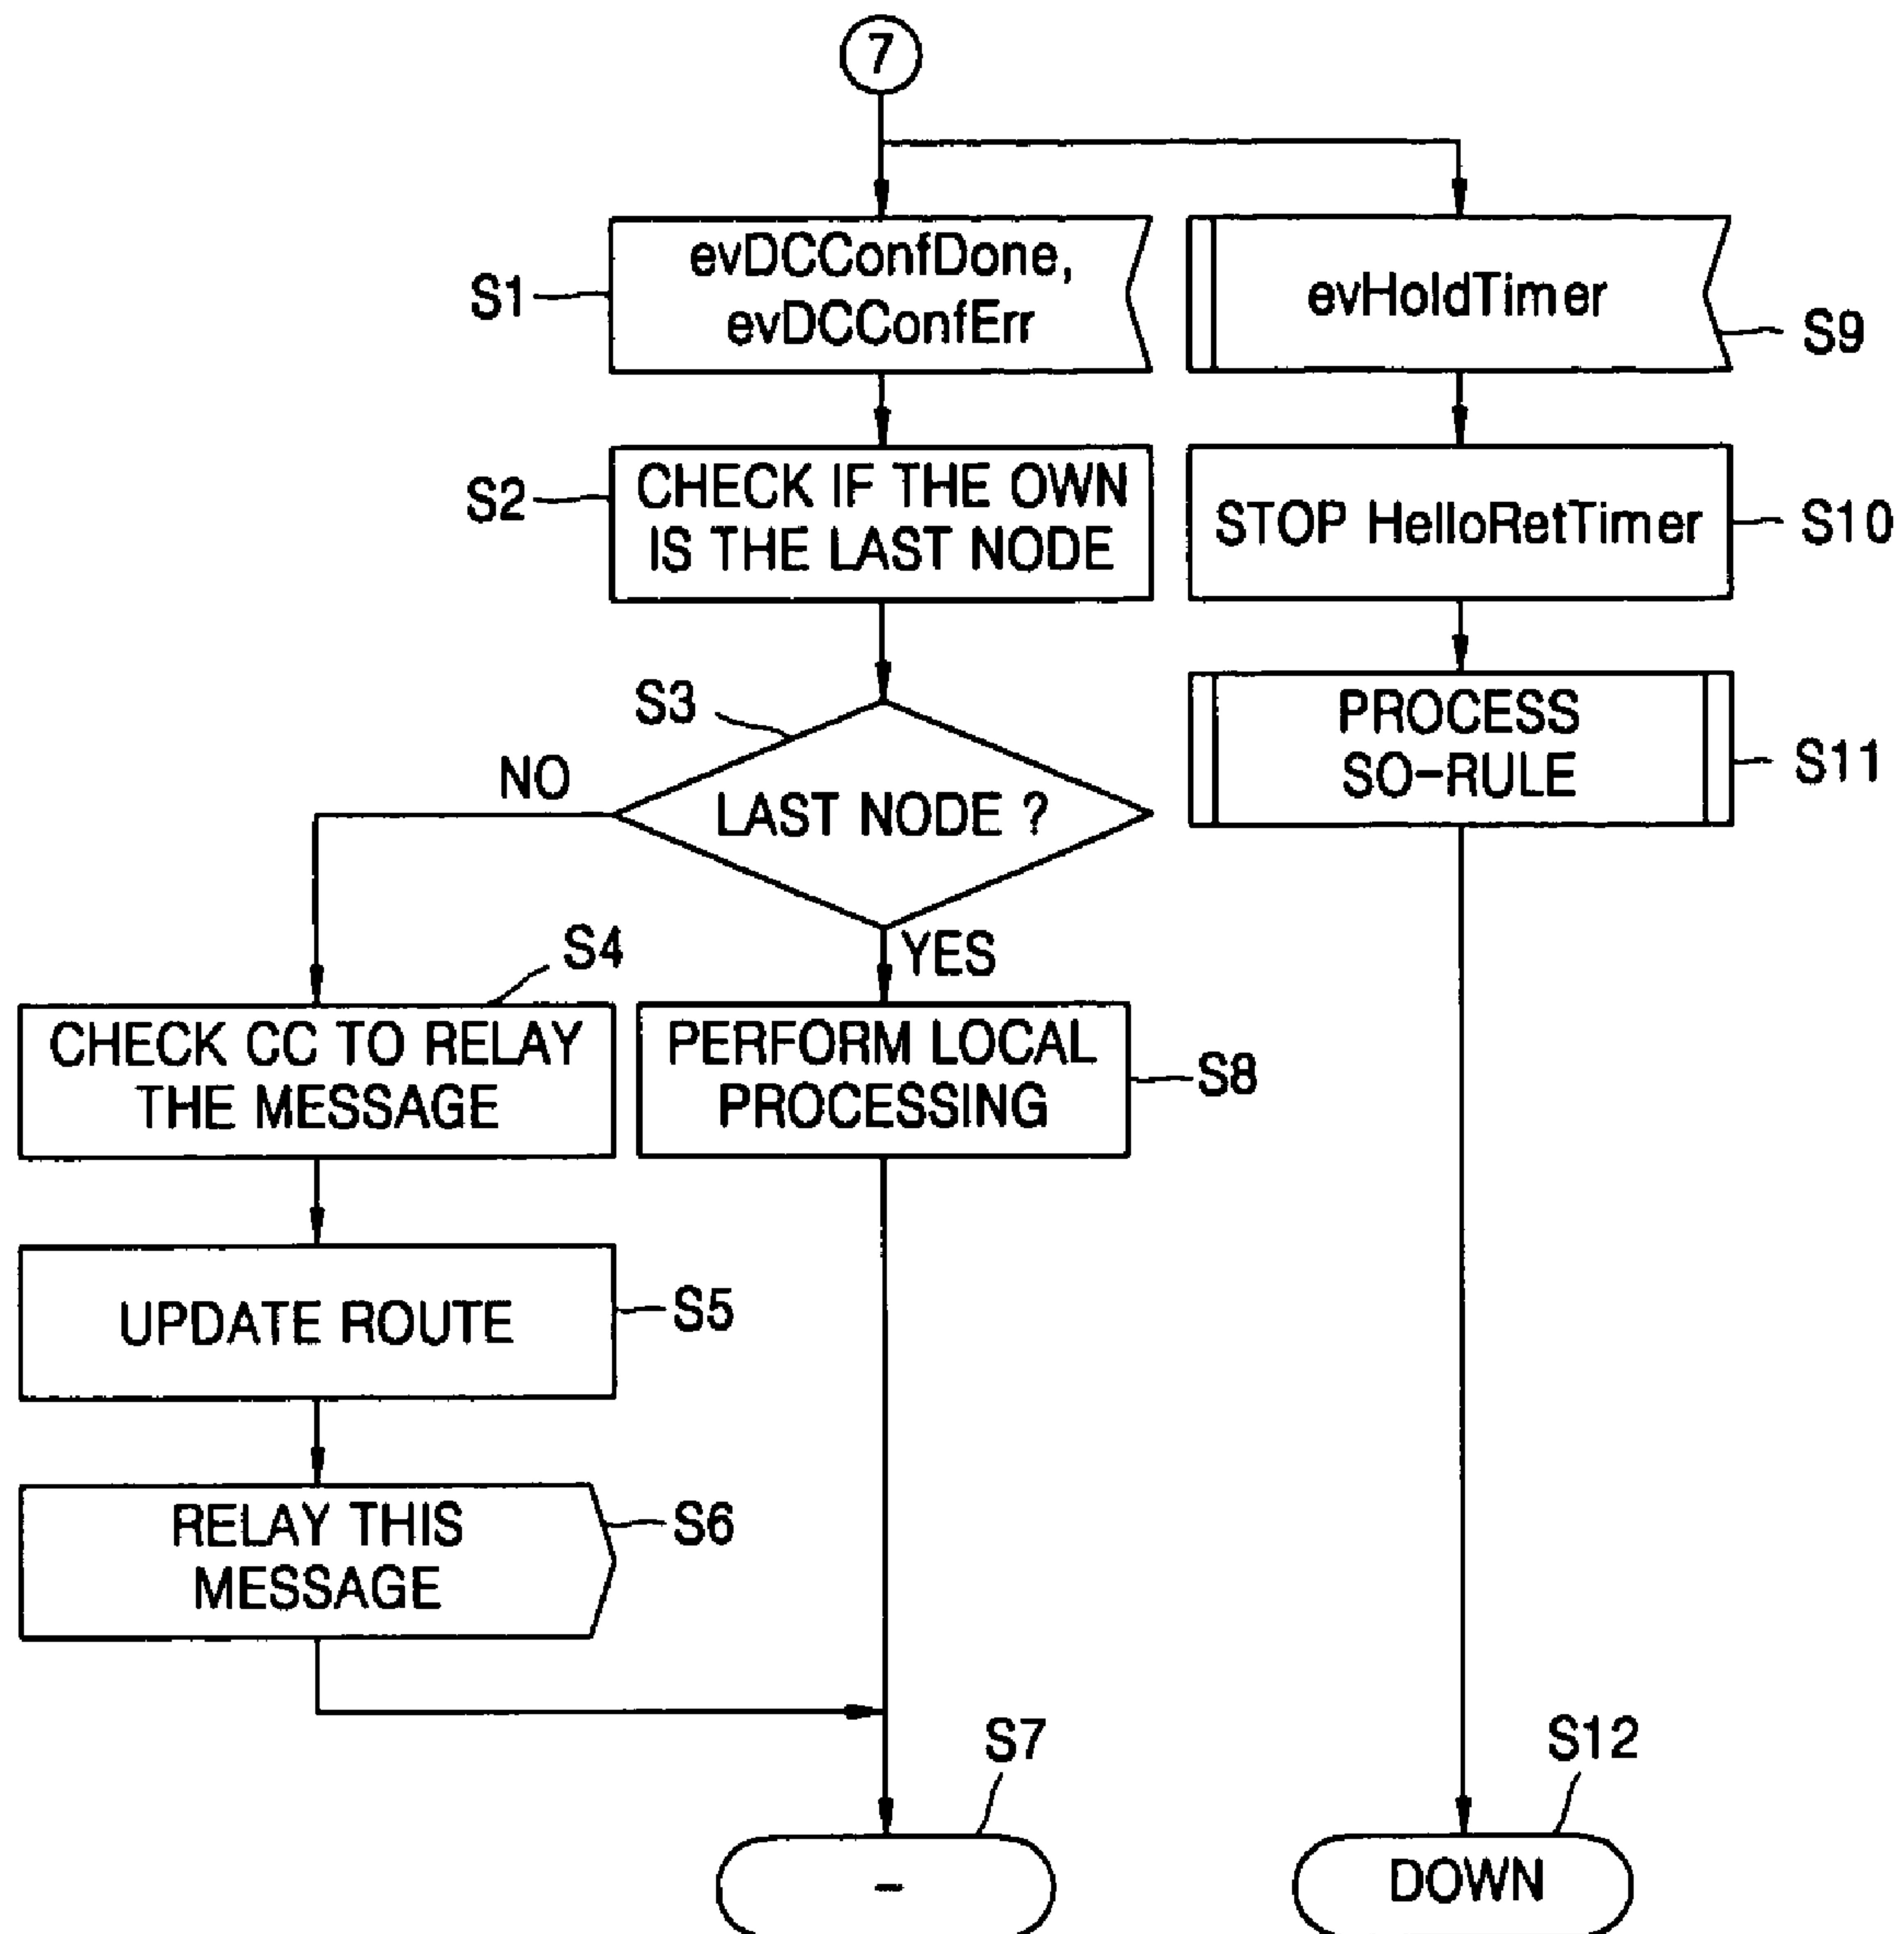 7
S1
evDCConfDone,
evDCConfErr
evHoldTimer
S9
S2
CHECK IF THE OWN
IS THE LAST NODE
STOP HelloRetTimer
S10
S3
NO
LAST NODE ?
YES
PROCESS
SO-RULE
S11
S4
CHECK CC TO RELAY
THE MESSAGE
PERFORM LOCAL
PROCESSING
S8
UPDATE ROUTE
S5
RELAY THIS
MESSAGE
S6
S7
-
S12
DOWN